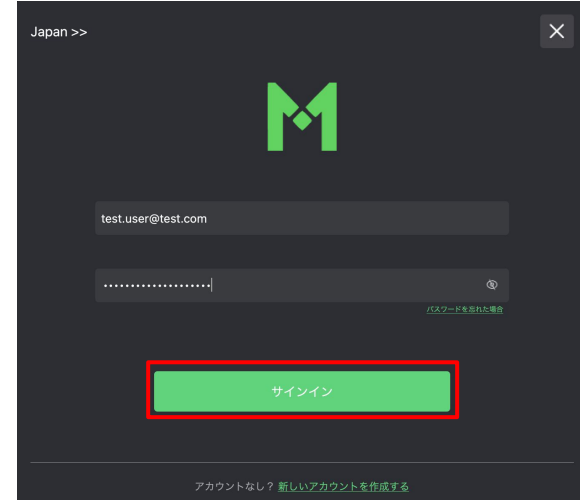 Japan >>
test.user@test.com
パスワードを忘れた場合
サインイン
アカウントなし？ 新しいアカウントを作成する